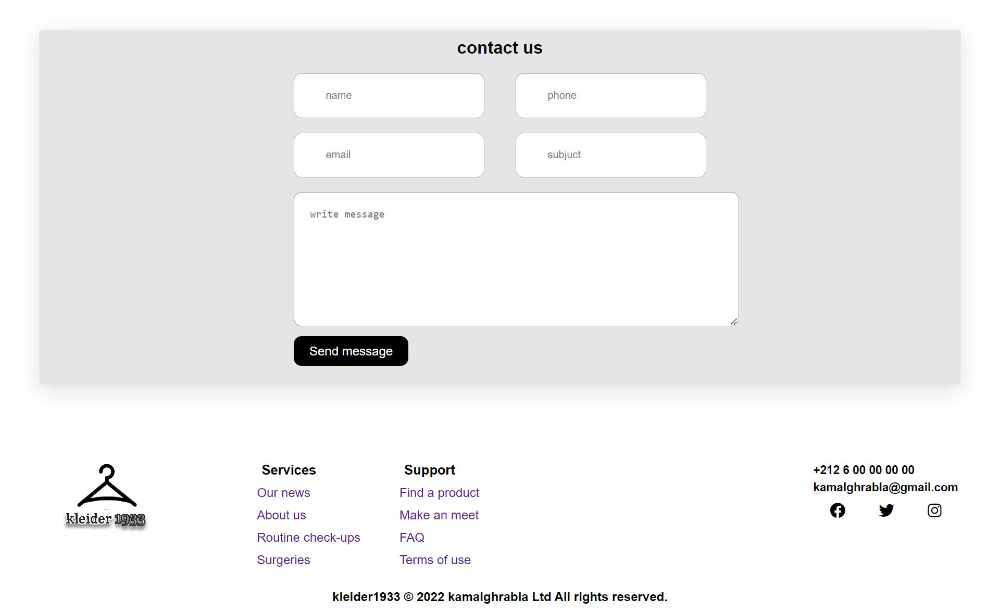 contact us
name
phone
email
subjuct
write message
Send message
kleider 1933
Services
Our news
About us
Routine check-ups
Surgeries
Support
Find a product
Make an meet
FAQ
Terms of use
+212 6 00 00 00 00
kamalghrabla@gmail.com
kleider1933 © 2022 kamalghrabla Ltd All rights reserved.